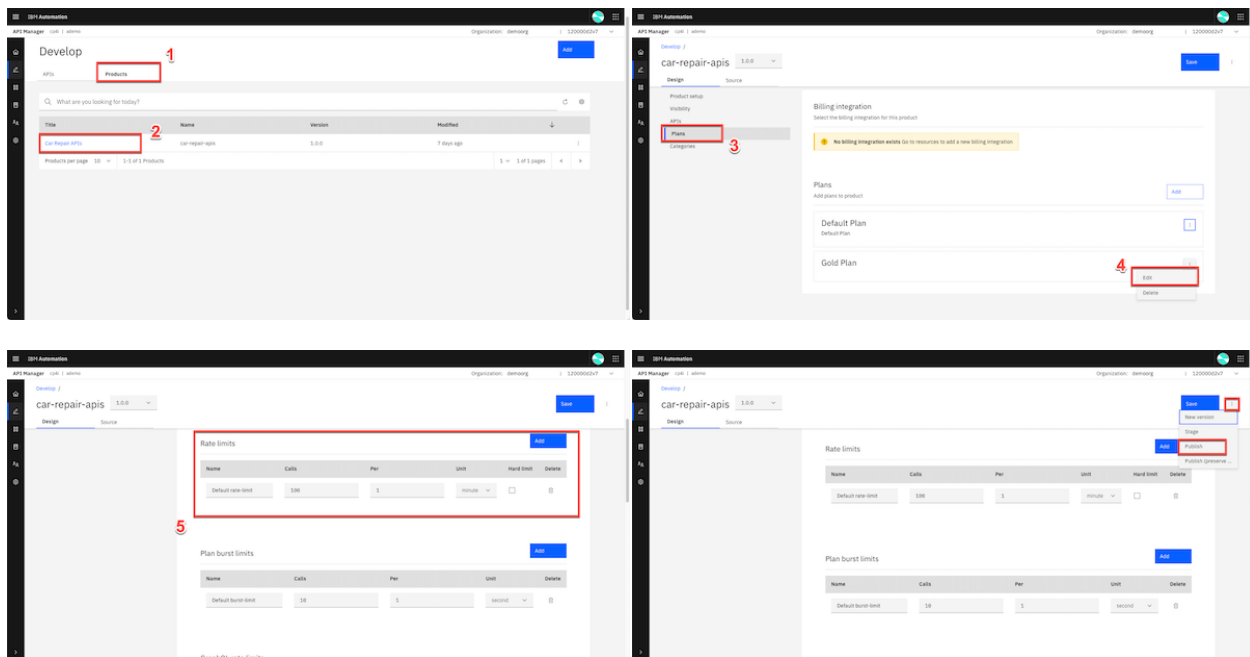 IBM Automation
API Manager
Organization: demoorg
Develop
Add
1
APIs
Products
What are you looking for today?
Title Name Version Modified
2
Car Repair APIs car-repair-apis 1.0.0 7 days ago
Products per page 10 1-1 of 1 Products 1 1 of 1 pages
IBM Automation
API Manager
Organization: demoorg
Develop /
car-repair-apis 1.0.0
Save
Design Source
Product setup
Visibility
APIs
Plans
Categories
3
Billing integration
Select the billing integration for this product
No billing integration exists Go to resources to add a new billing integration
Plans
Add plans to product
Add
Default Plan
Default Plan
Gold Plan
4
Edit
Delete
IBM Automation
API Manager
Organization: demoorg
Develop /
car-repair-apis 1.0.0
Save
Design Source
Rate limits
Add
Name Calls Per Unit Hard limit Delete
Default rate-limit 100 1 minute
5
Plan burst limits
Add
Name Calls Per Unit Delete
Default burst-limit 10 1 second
IBM Automation
API Manager
Organization: demoorg
Develop /
car-repair-apis 1.0.0
Save
New version
Design Source
Stage
Publish
Publish (preserve ...
Rate limits
Add
Name Calls Per Unit Hard limit Delete
Default rate-limit 100 1 minute
Plan burst limits
Add
Name Calls Per Unit Delete
Default burst-limit 10 1 second